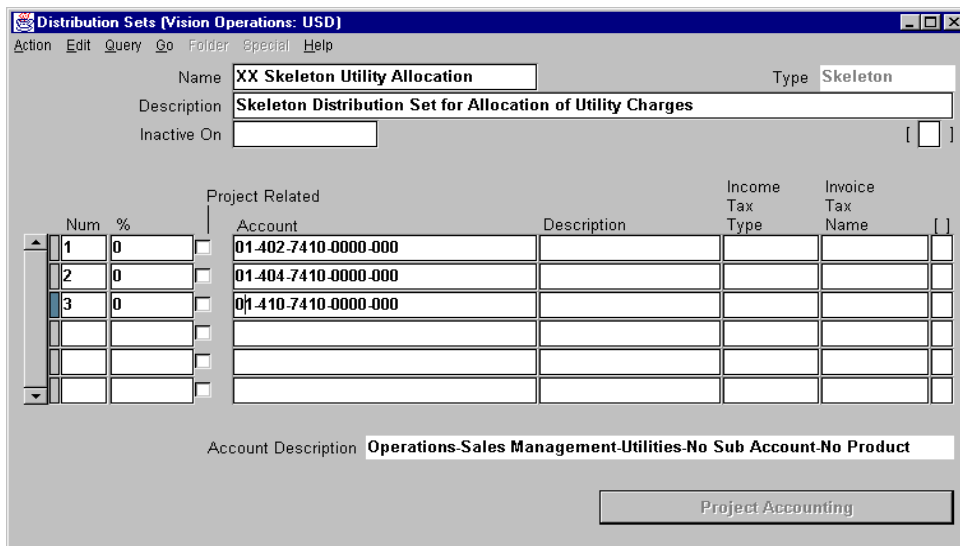 Distribution Sets (Vision Operations: USD)
Action Edit Query Go Folder Special Help
Name XX Skeleton Utility Allocation Type Skeleton
Description Skeleton Distribution Set for Allocation of Utility Charges
Inactive On [ ]
Project Related Income Tax Type Invoice Tax Name
Num % Account Description [ ]
1 0 01-402-7410-0000-000
2 0 01-404-7410-0000-000
3 0 01-410-7410-0000-000
Account Description Operations-Sales Management-Utilities-No Sub Account-No Product
Project Accounting